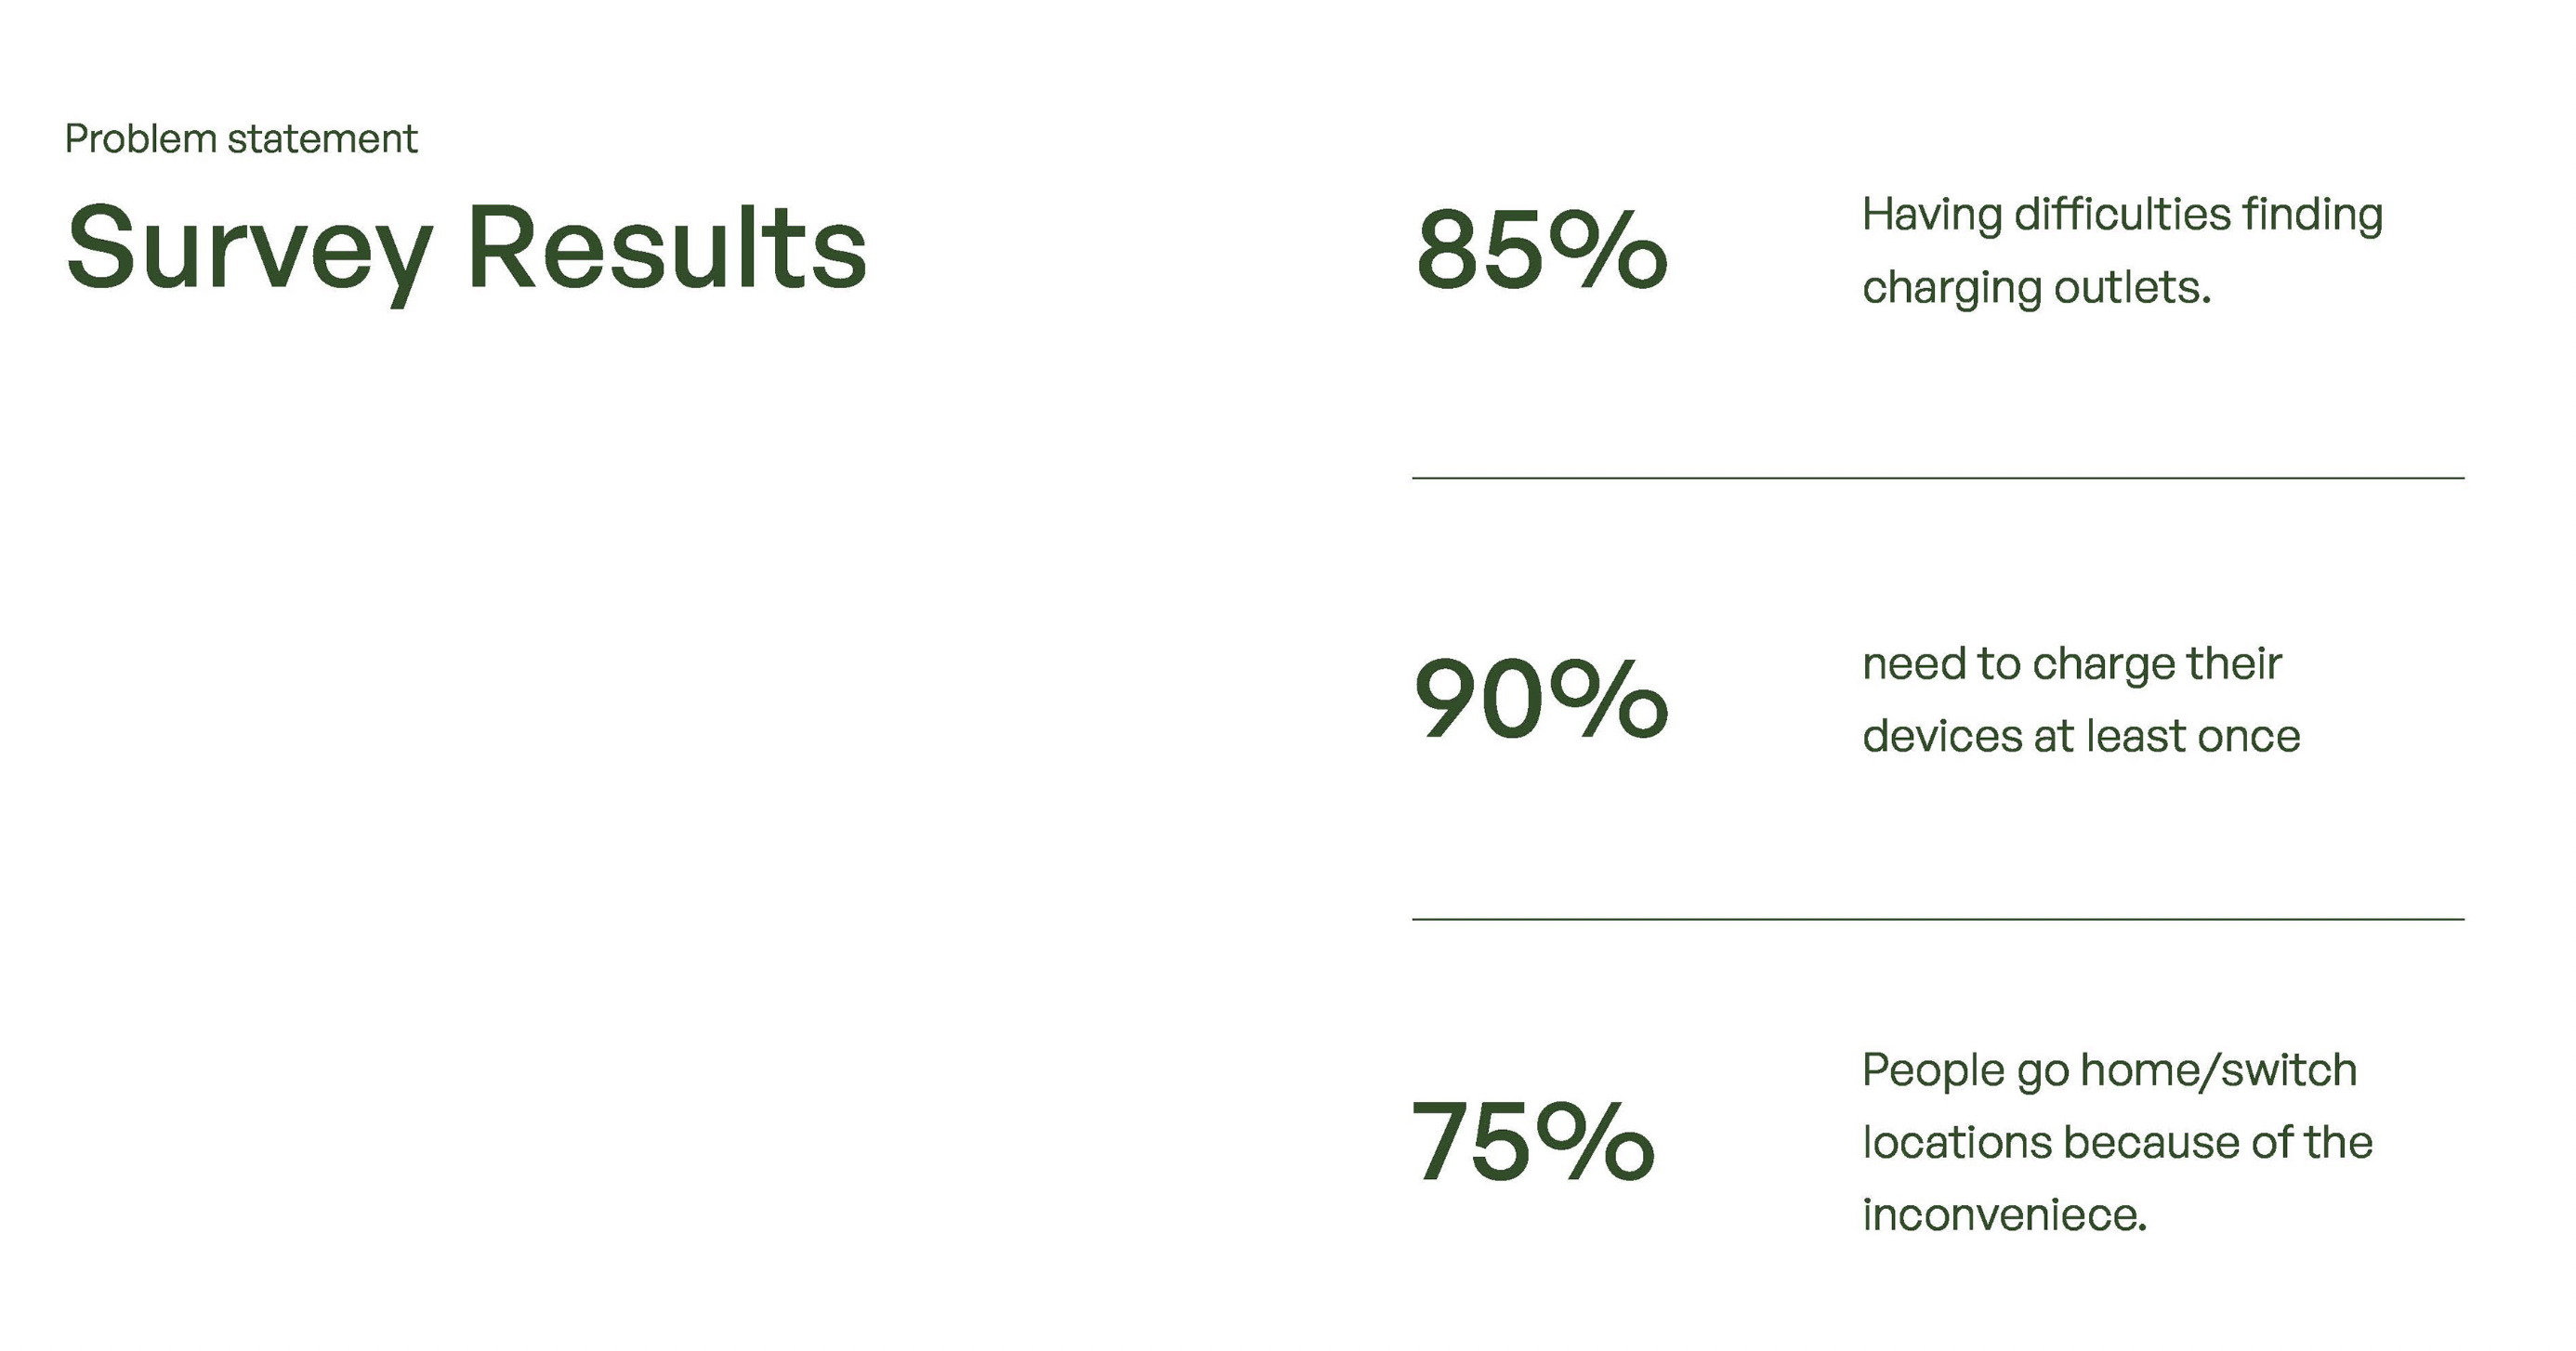 Problem statement
Survey Results
85%
Having difficulties finding
charging outlets.
90%
need to charge their
devices at least once
75%
People go home/switch
locations because of the
inconveniece.